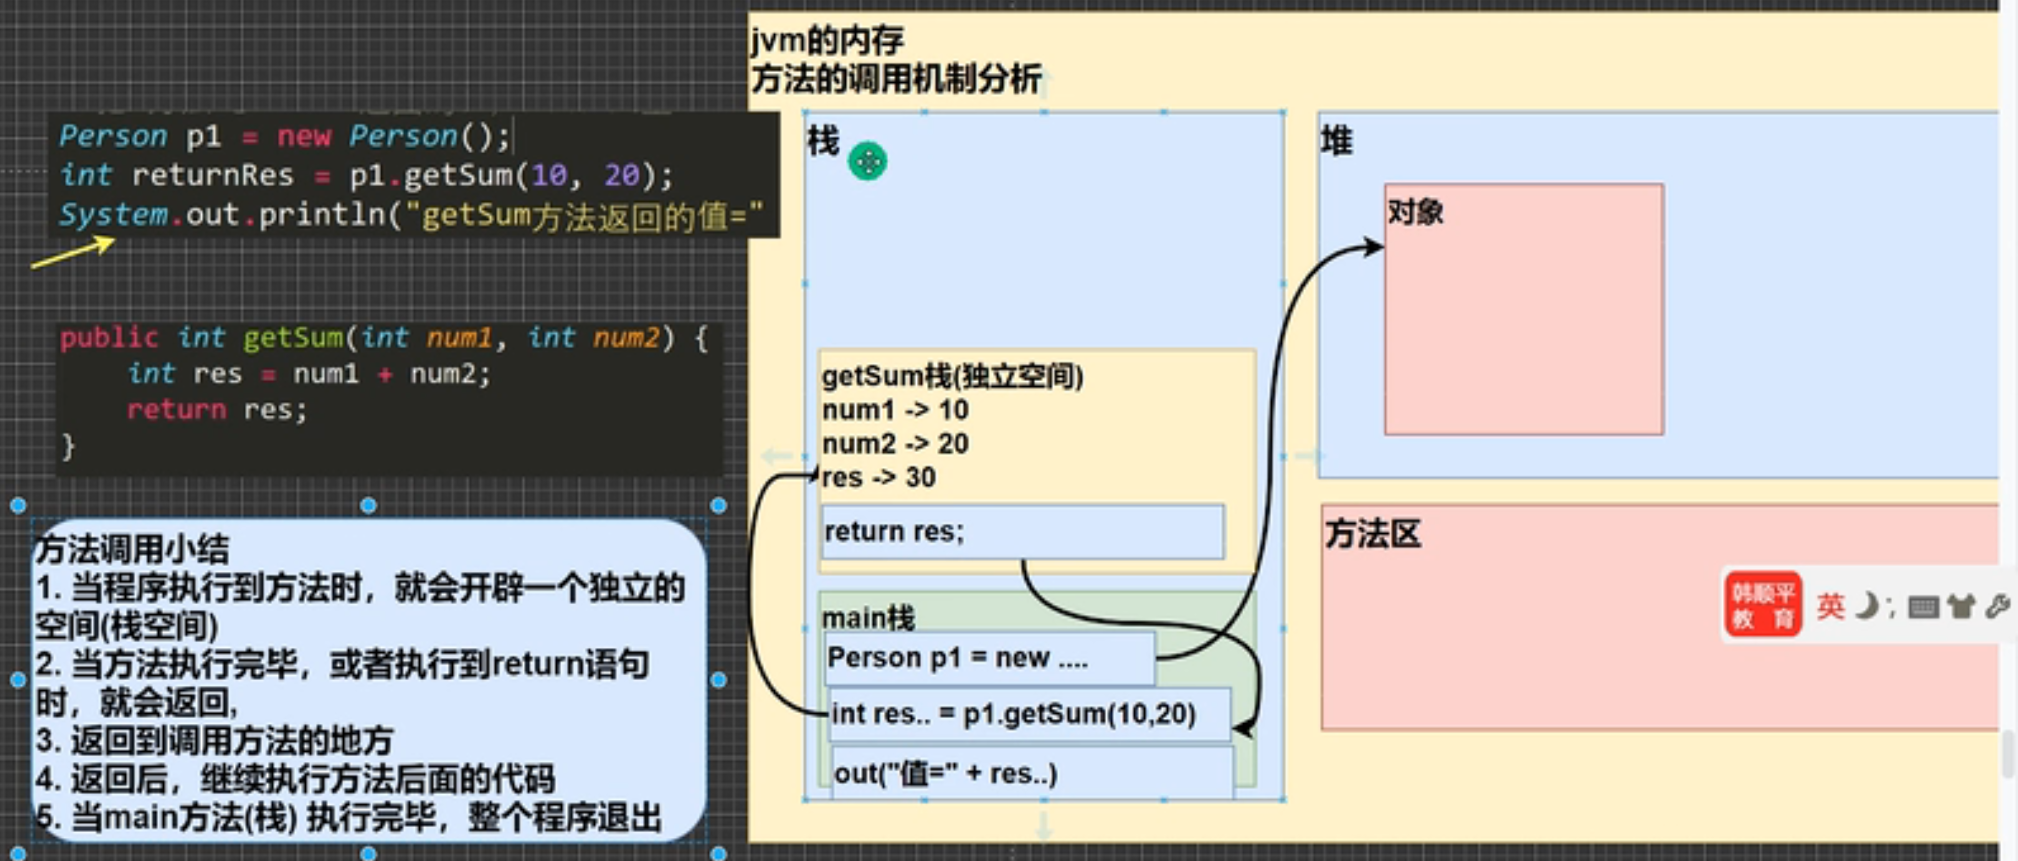 jvm的内存
方法的调用机制分析
Person p1 = new Person();
int returnRes = p1.getSum(10, 20);
System.out.println("getSum方法返回的值="
public int getSum(int num1, int num2) {
int res = num1 + num2;
return res;
}
方法调用小结
1. 当程序执行到方法时，就会开辟一个独立的
空间(栈空间)
2. 当方法执行完毕，或者执行到return语句
时，就会返回,
3. 返回到调用方法的地方
4. 返回后，继续执行方法后面的代码
5. 当main方法(栈) 执行完毕，整个程序退出
栈
getSum栈(独立空间)
num1 -> 10
num2 -> 20
res -> 30
return res;
main栈
Person p1 = new ....
int res.. = p1.getSum(10,20)
out("值=" + res..)
堆
对象
方法区
韩顺平
教 育
英